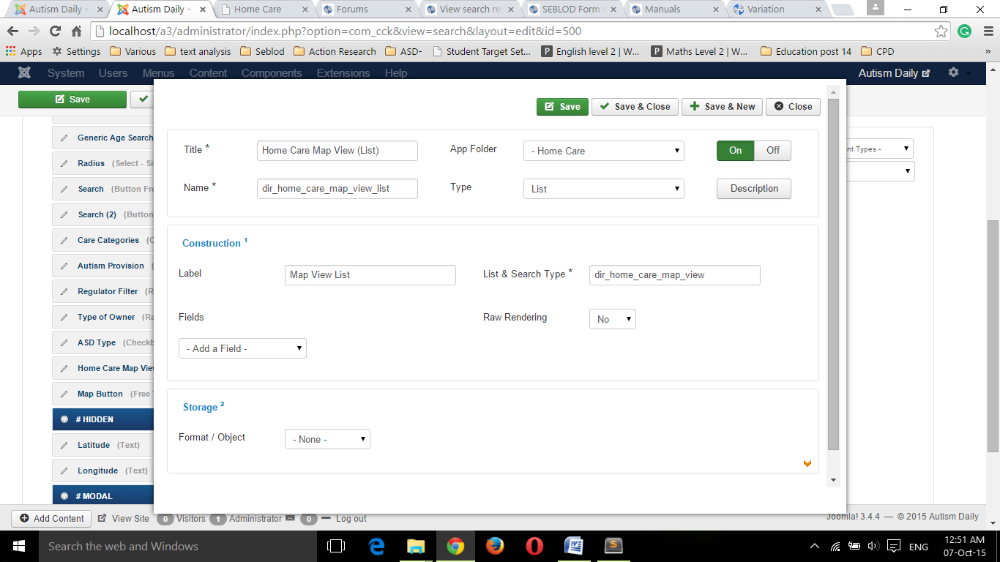 Autism Daily -
Autism Daily -
Home Care
Forums
View search re
SEBLOD Form
Manuals
Variation
localhost/a3/administrator/index.php?option=com_cck&view=search&layout=edit&id=500
Apps
Settings
Various
text analysis
Seblod
Action Research
ASD-
Student Target Set...
English level 2 | W...
Maths Level 2 | W...
Education post 14
CPD
»
System
Users
Menus
Content
Components
Extensions
Help
Autism Daily
Save
Save
Save & Close
Save & New
Close
Generic Age Search
Radius (Select - Si
Search (Button Fre
Search (2) (Button
Care Categories (C
Autism Provision (
Regulator Filter (R
Type of Owner (Ra
ASD Type (Checkb
Home Care Map Vie
Map Button (Free T
# HIDDEN
Latitude (Text)
Longitude (Text)
# MODAL
Title *
Home Care Map View (List)
App Folder
- Home Care
On
Off
Name *
dir_home_care_map_view_list
Type
List
Description
Construction 1
Label
Map View List
List & Search Type *
dir_home_care_map_view
Fields
Raw Rendering
No
- Add a Field -
Storage 2
Format / Object
- None -
nt Types -
Add Content
View Site
0 Visitors
1 Administrator
0
Log out
Joomla! 3.4.4 — © 2015 Autism Daily
Search the web and Windows
ENG
12:51 AM
07-Oct-15